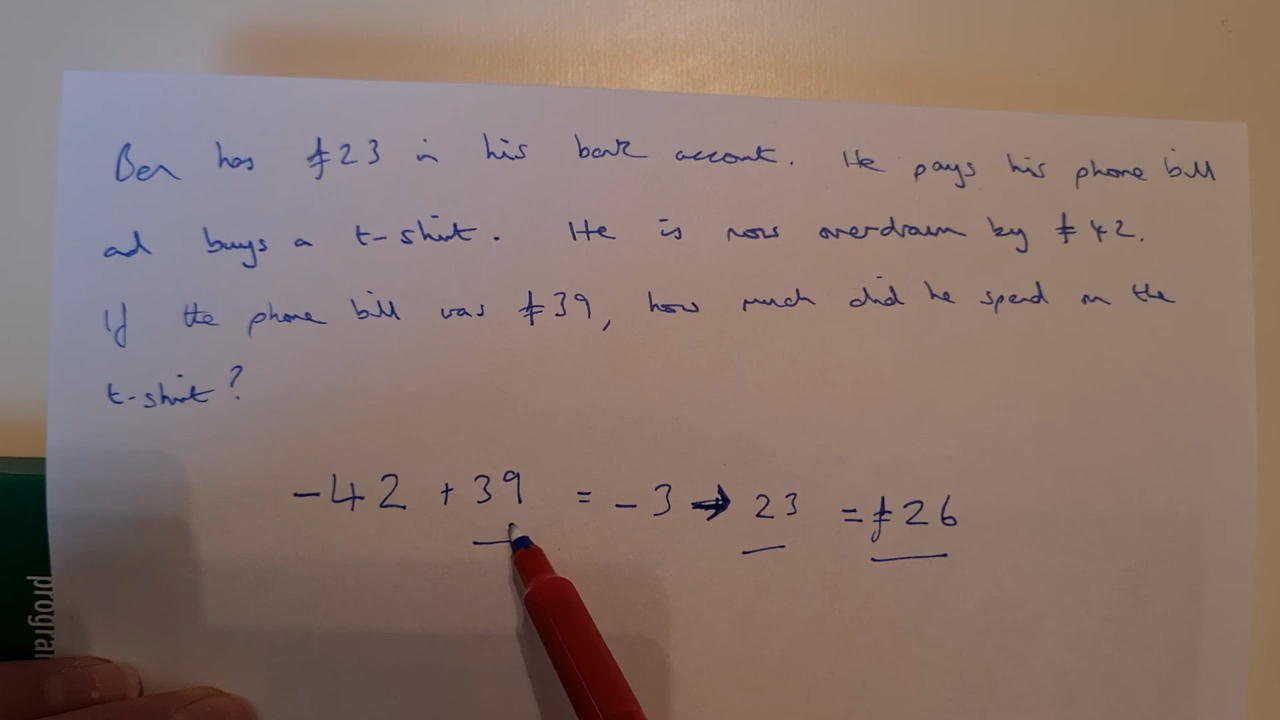 Ben has £23 in his bank account. He pays his phone bill
and buys a t-shirt. He is now overdrawn by £42.
If the phone bill was £39, how much did he spend on the
t-shirt?
-42 + 39 = -3 → 23 = £26
progra